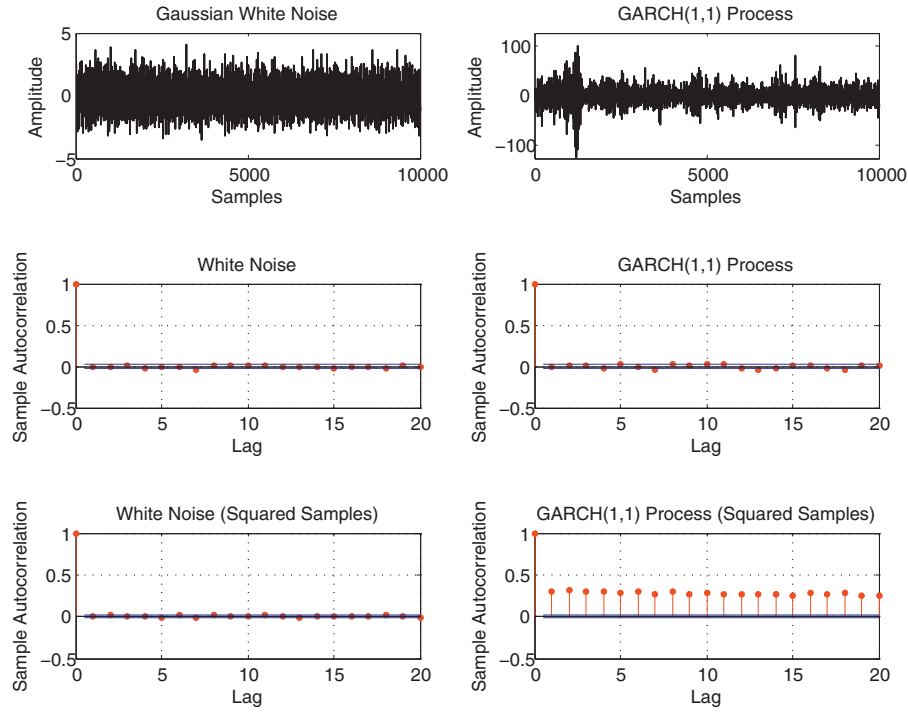 Gaussian White Noise
5
0
−5
Amplitude
0 5000 10000
Samples
GARCH(1,1) Process
100
0
−100
Amplitude
0 5000 10000
Samples
White Noise
1
0.5
0
−0.5
Sample Autocorrelation
0 5 10 15 20
Lag
GARCH(1,1) Process
1
0.5
0
−0.5
Sample Autocorrelation
0 5 10 15 20
Lag
White Noise (Squared Samples)
1
0.5
0
−0.5
Sample Autocorrelation
0 5 10 15 20
Lag
GARCH(1,1) Process (Squared Samples)
1
0.5
0
−0.5
Sample Autocorrelation
0 5 10 15 20
Lag